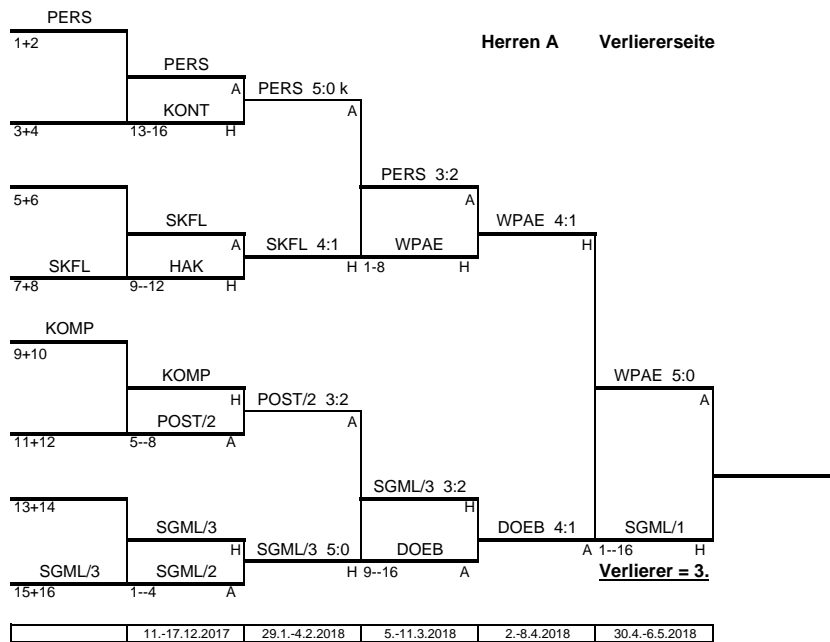 PERS
1+2
Herren A Verliererseite
PERS
A
PERS 5:0 k
KONT
A
3+4
13-16
H
PERS 3:2
5+6
A
SKFL
WPAE 4:1
A
SKFL 4:1
WPAE
H
SKFL
HAK
H
1-8
H
7+8
9--12
H
KOMP
9+10
KOMP
WPAE 5:0
H
POST/2 3:2
A
POST/2
A
11+12
5--8
A
SGML/3 3:2
13+14
H
SGML/3
DOEB 4:1
SGML/1
H
SGML/3 5:0
DOEB
A
1--16
H
SGML/3
SGML/2
H
9--16
A
Verlierer = 3.
15+16
1--4
A
11.-17.12.2017
29.1.-4.2.2018
5.-11.3.2018
2.-8.4.2018
30.4.-6.5.2018